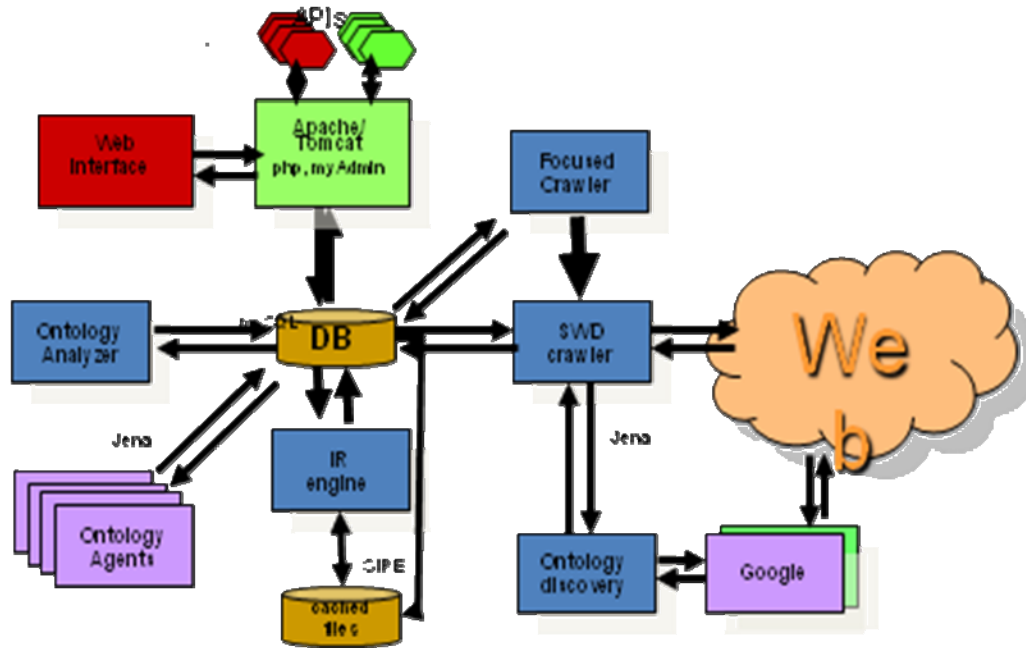 APIs
Apache/
Tomcat
php, myAdmin
Web
Interface
Focused
Crawler
Ontology
Analyzer
DB
SWD
crawler
We
b
Jena
Jena
IR
engine
Ontology
Agents
Ontology
discovery
Google
cached
files